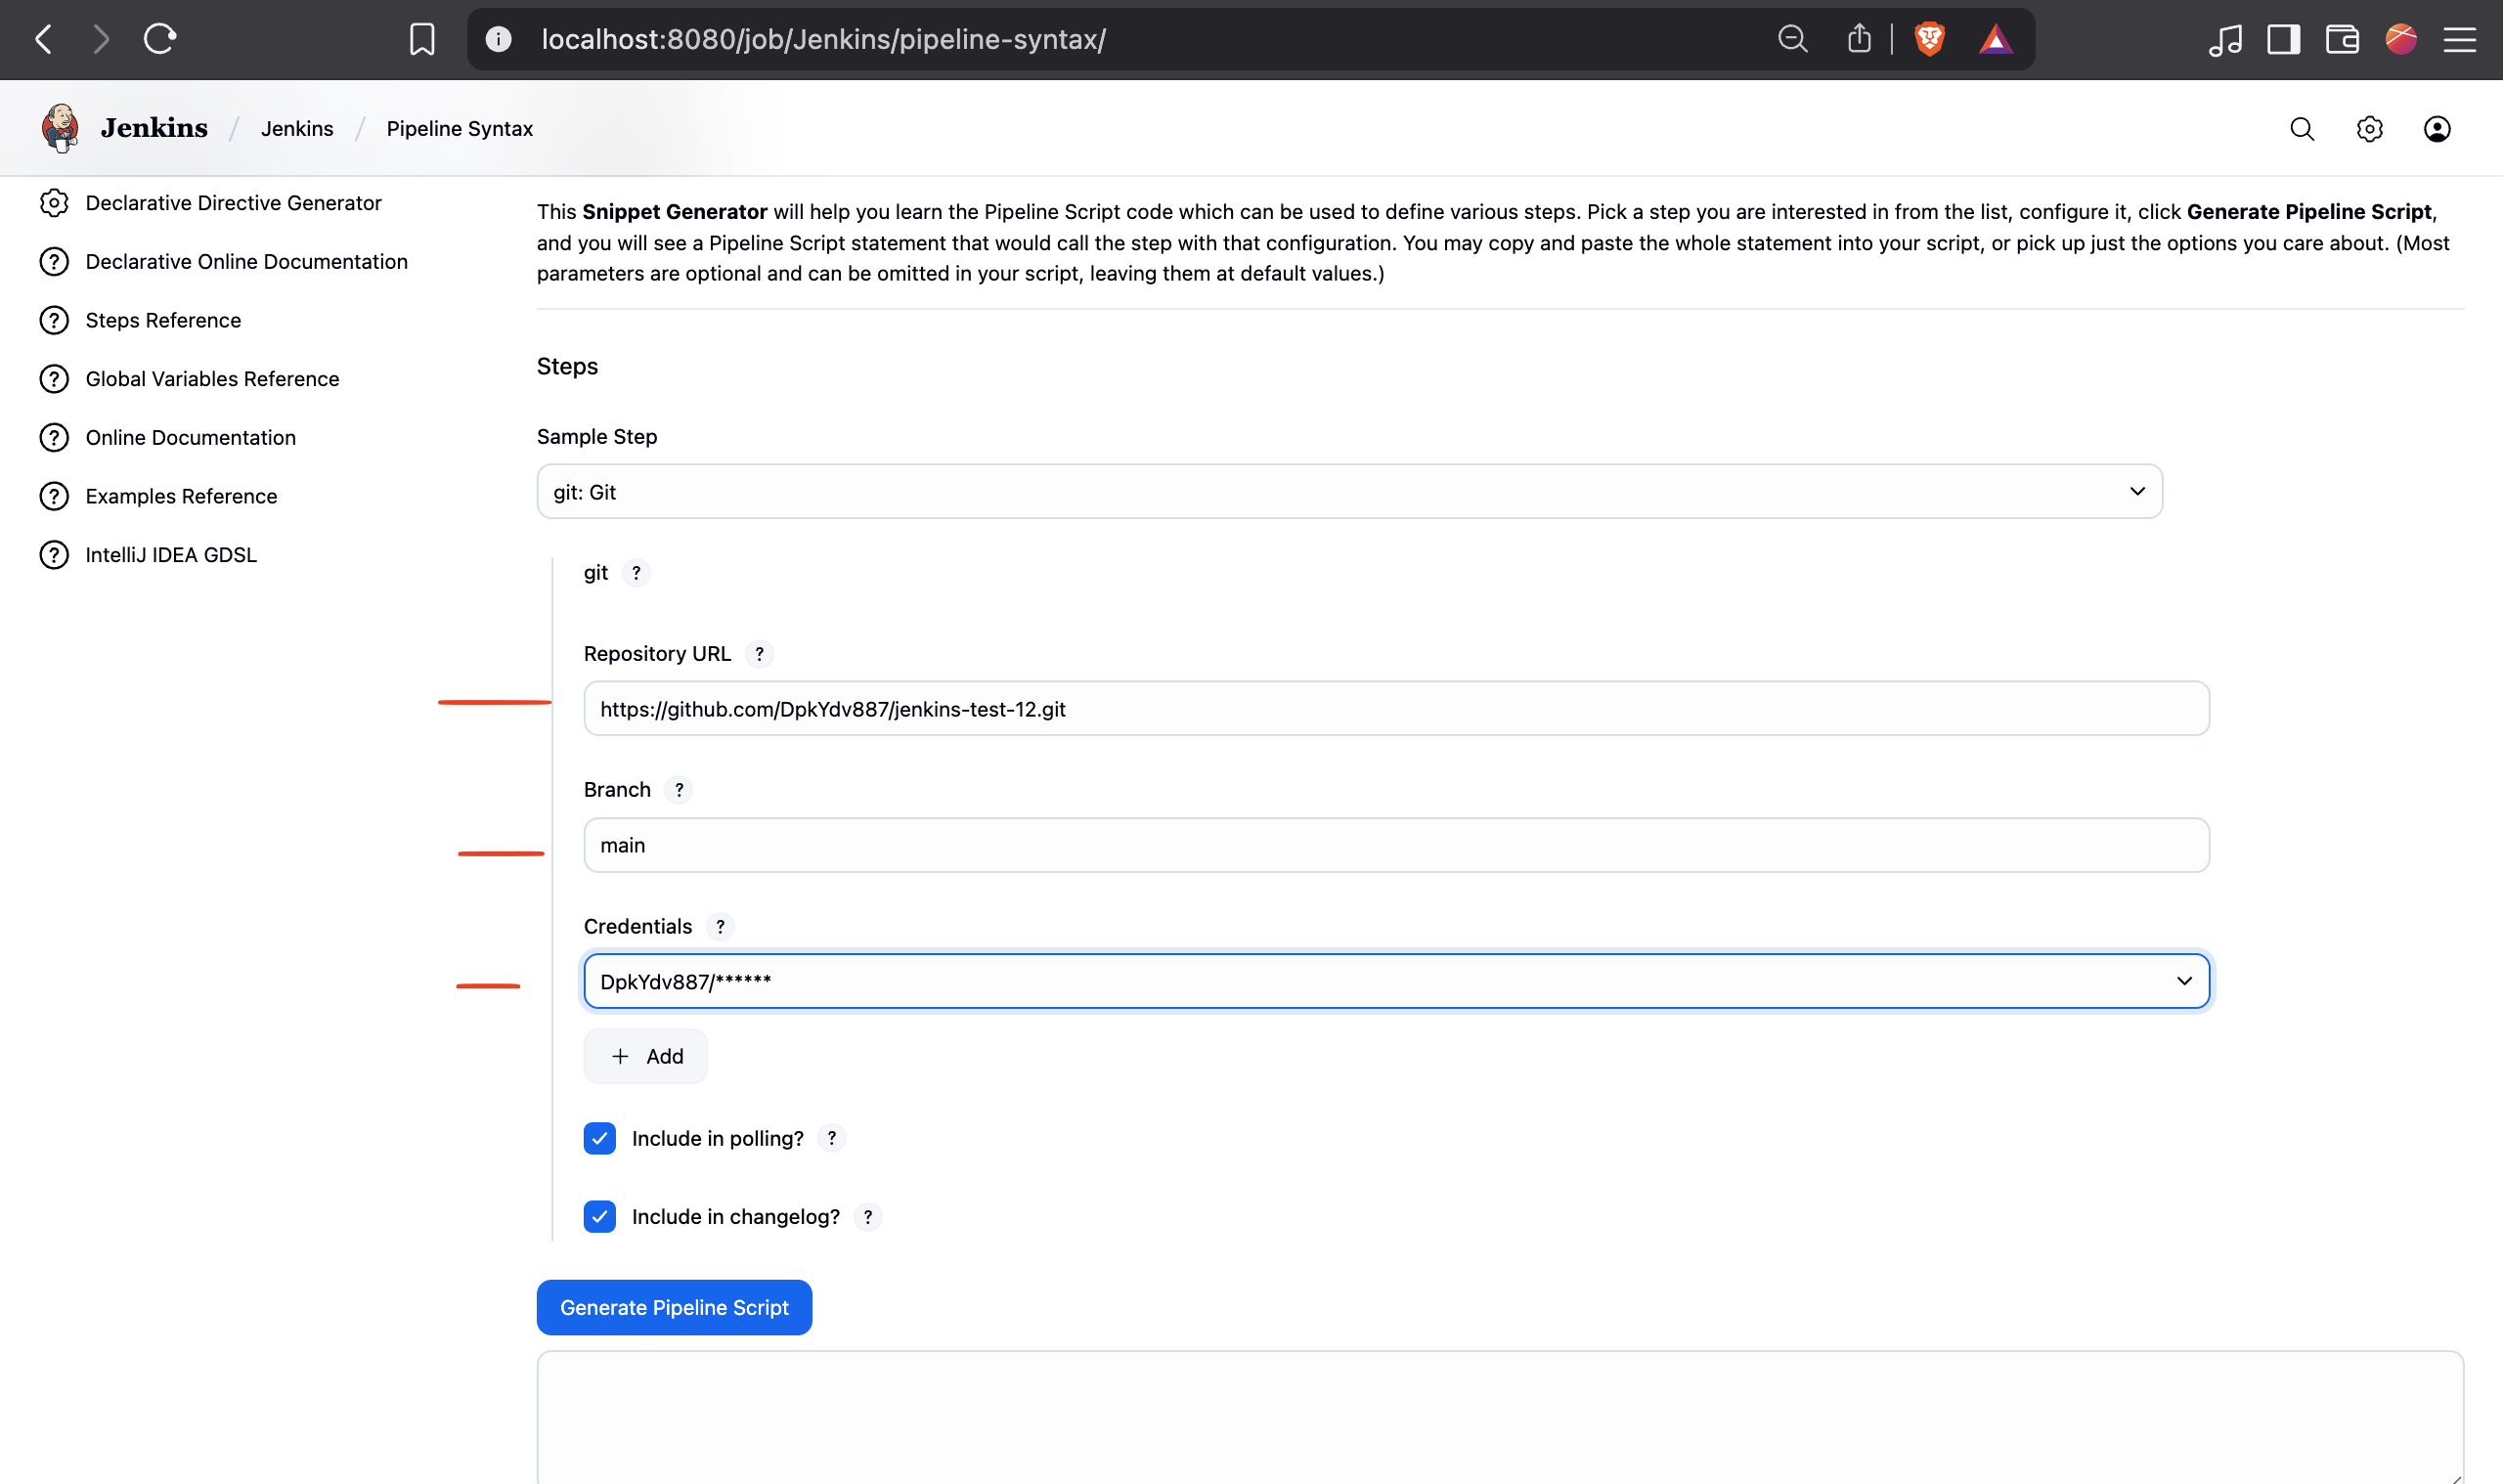 localhost:8080/job/Jenkins/pipeline-syntax/
Jenkins / Jenkins / Pipeline Syntax
Declarative Directive Generator
Declarative Online Documentation
Steps Reference
Global Variables Reference
Online Documentation
Examples Reference
IntelliJ IDEA GDSL
This Snippet Generator will help you learn the Pipeline Script code which can be used to define various steps. Pick a step you are interested in from the list, configure it, click Generate Pipeline Script,
and you will see a Pipeline Script statement that would call the step with that configuration. You may copy and paste the whole statement into your script, or pick up just the options you care about. (Most
parameters are optional and can be omitted in your script, leaving them at default values.)
Steps
Sample Step
git: Git
git ?
Repository URL ?
https://github.com/DpkYdv887/jenkins-test-12.git
Branch ?
main
Credentials ?
DpkYdv887/******
+ Add
Include in polling? ?
Include in changelog? ?
Generate Pipeline Script